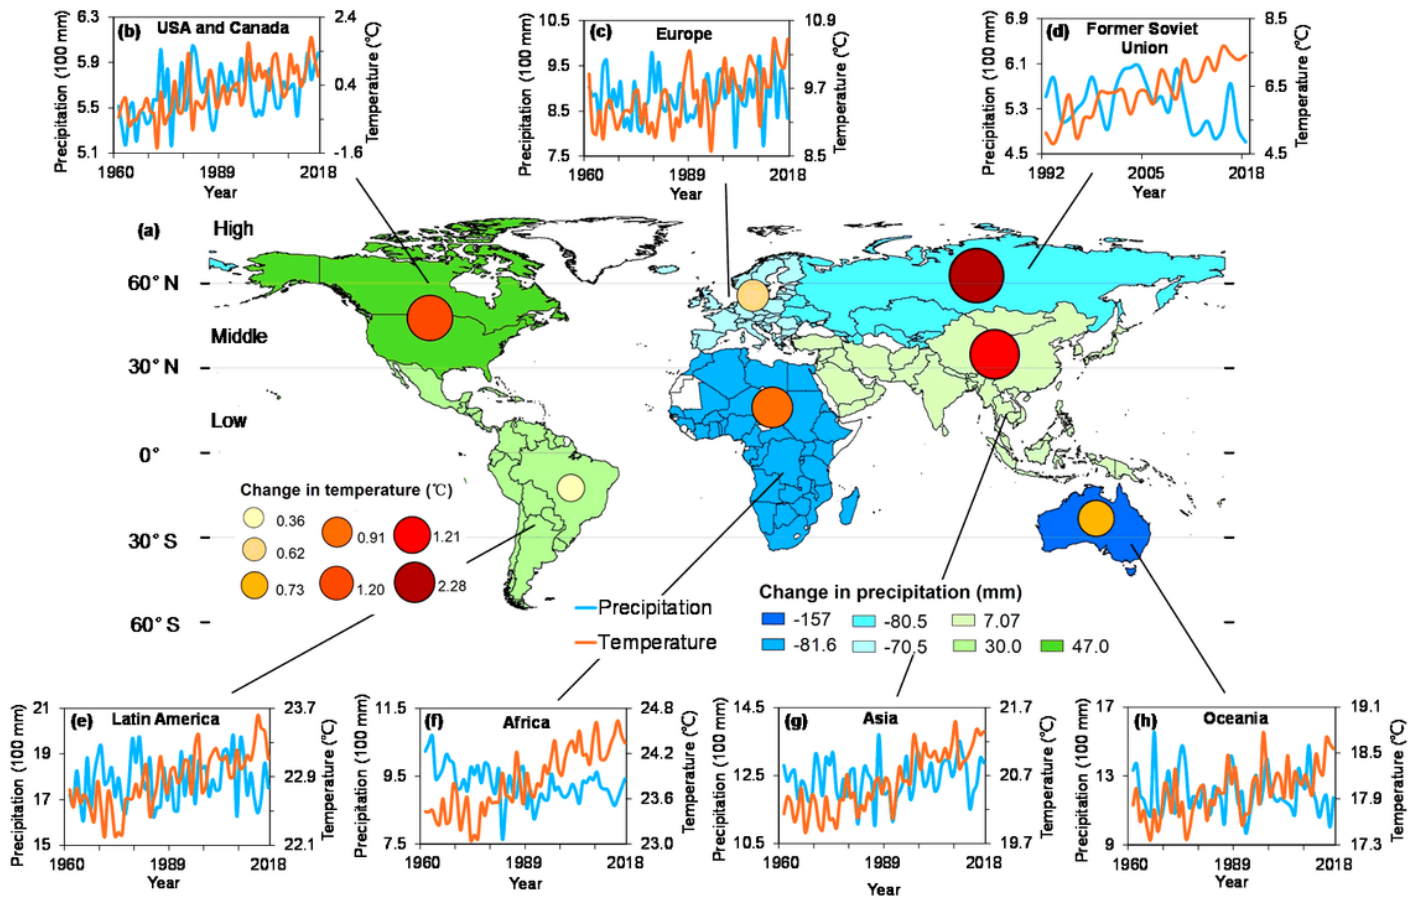 (b) USA and Canada
Precipitation (100 mm)
6.3
5.9
5.5
5.1
2.4
0.4
-1.6
Temperature (℃)
1960
1989
2018
Year
(c) Europe
Precipitation (100 mm)
10.5
9.5
8.5
7.5
10.9
9.7
8.5
Temperature (℃)
1960
1989
2018
Year
(d) Former Soviet
Union
Precipitation (100 mm)
6.9
6.1
5.3
4.5
8.5
6.5
4.5
Temperature (℃)
1992
2005
2018
Year
(a)
High
60° N
Middle
30° N
Low
0°
30° S
60° S
Change in temperature (℃)
0.36
0.62
0.73
0.91
1.20
1.21
2.28
Precipitation
Temperature
Change in precipitation (mm)
-157
-80.5
7.07
-81.6
-70.5
30.0
47.0
(e) Latin America
Precipitation (100 mm)
21
19
17
15
23.7
22.9
22.1
Temperature (℃)
1960
1989
2018
Year
(f) Africa
Precipitation (100 mm)
11.5
9.5
7.5
24.8
24.2
23.6
23.0
Temperature (℃)
1960
1989
2018
Year
(g) Asia
Precipitation (100 mm)
14.5
12.5
10.5
21.7
20.7
19.7
Temperature (℃)
1960
1989
2018
Year
(h) Oceania
Precipitation (100 mm)
17
13
9
19.1
18.5
17.9
17.3
Temperature (℃)
1960
1989
2018
Year